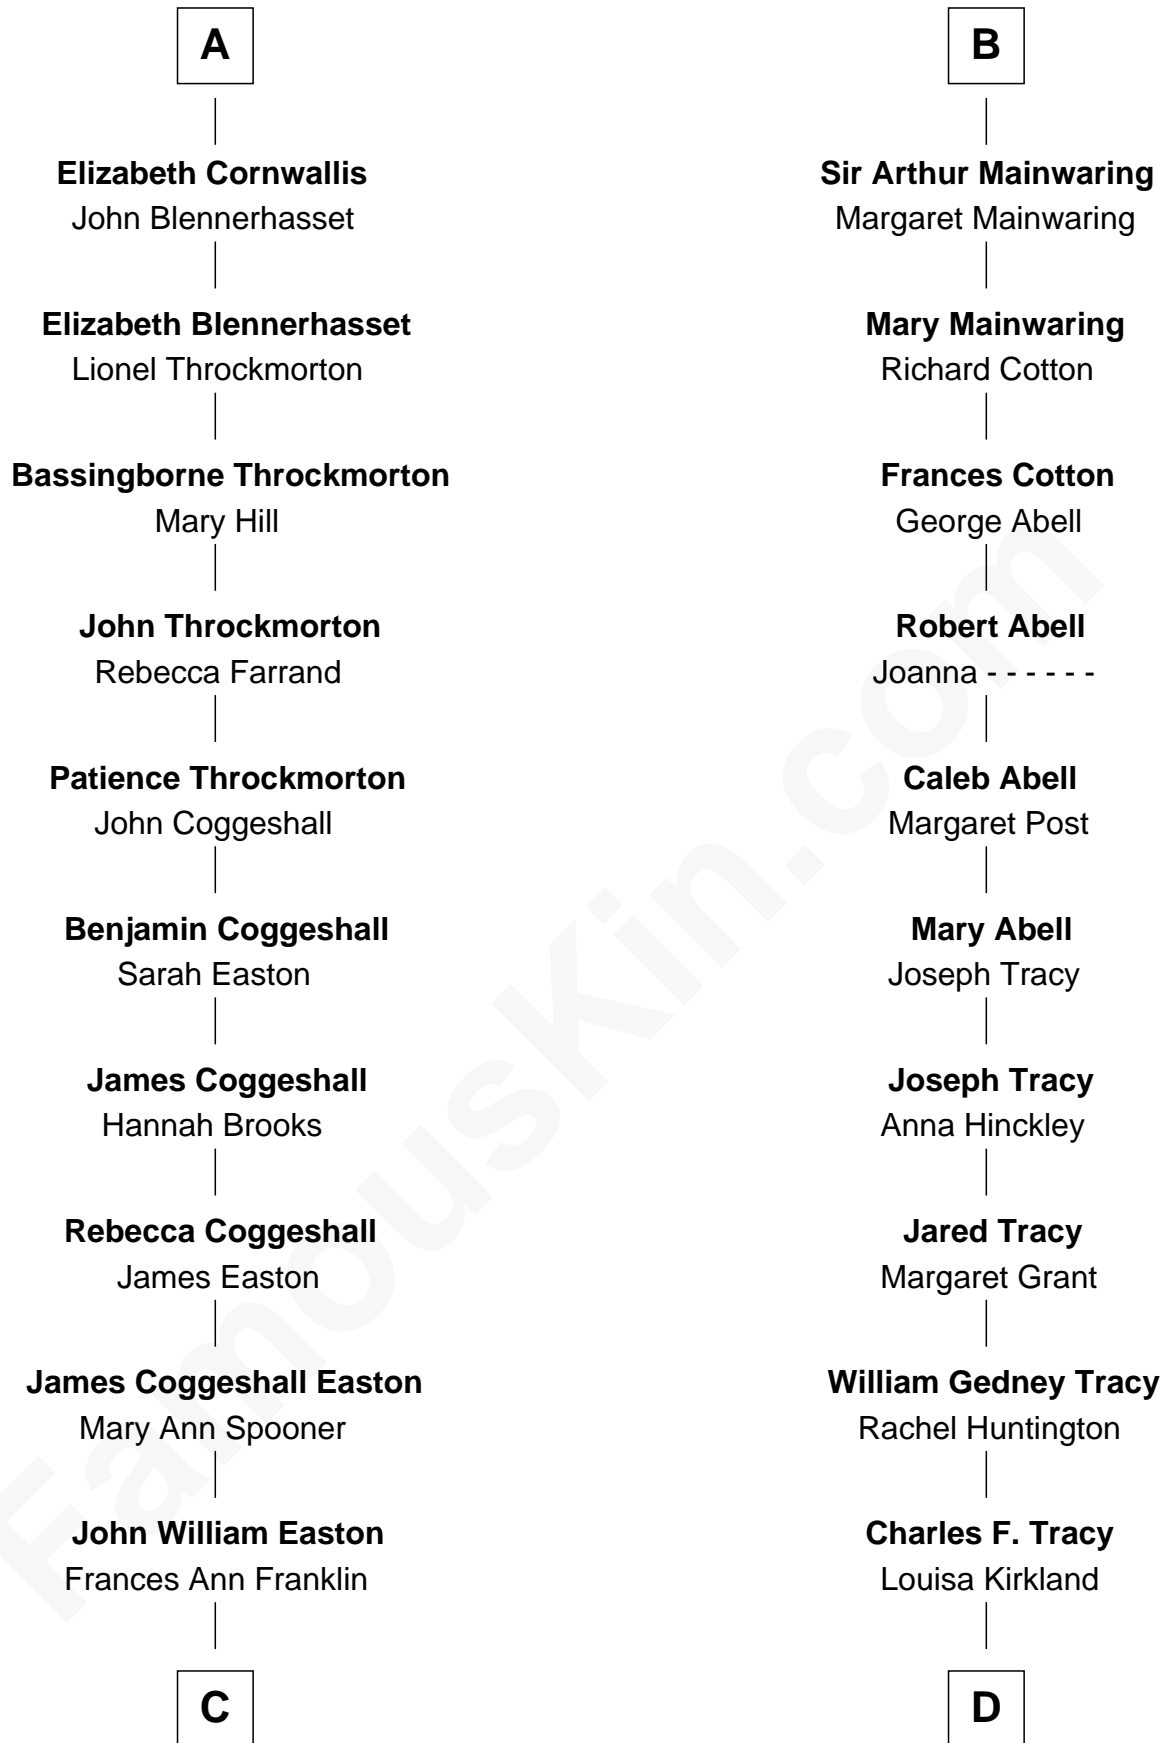 A
Elizabeth Cornwallis
John Blennerhasset
Elizabeth Blennerhasset
Lionel Throckmorton
Bassingborne Throckmorton
Mary Hill
John Throckmorton
Rebecca Farrand
Patience Throckmorton
John Coggeshall
Benjamin Coggeshall
Sarah Easton
James Coggeshall
Hannah Brooks
Rebecca Coggeshall
James Easton
James Coggeshall Easton
Mary Ann Spooner
John William Easton
Frances Ann Franklin
C
B
Sir Arthur Mainwaring
Margaret Mainwaring
Mary Mainwaring
Richard Cotton
Frances Cotton
George Abell
Robert Abell
Joanna - - - - - -
Caleb Abell
Margaret Post
Mary Abell
Joseph Tracy
Joseph Tracy
Anna Hinckley
Jared Tracy
Margaret Grant
William Gedney Tracy
Rachel Huntington
Charles F. Tracy
Louisa Kirkland
D
FamousKin.com